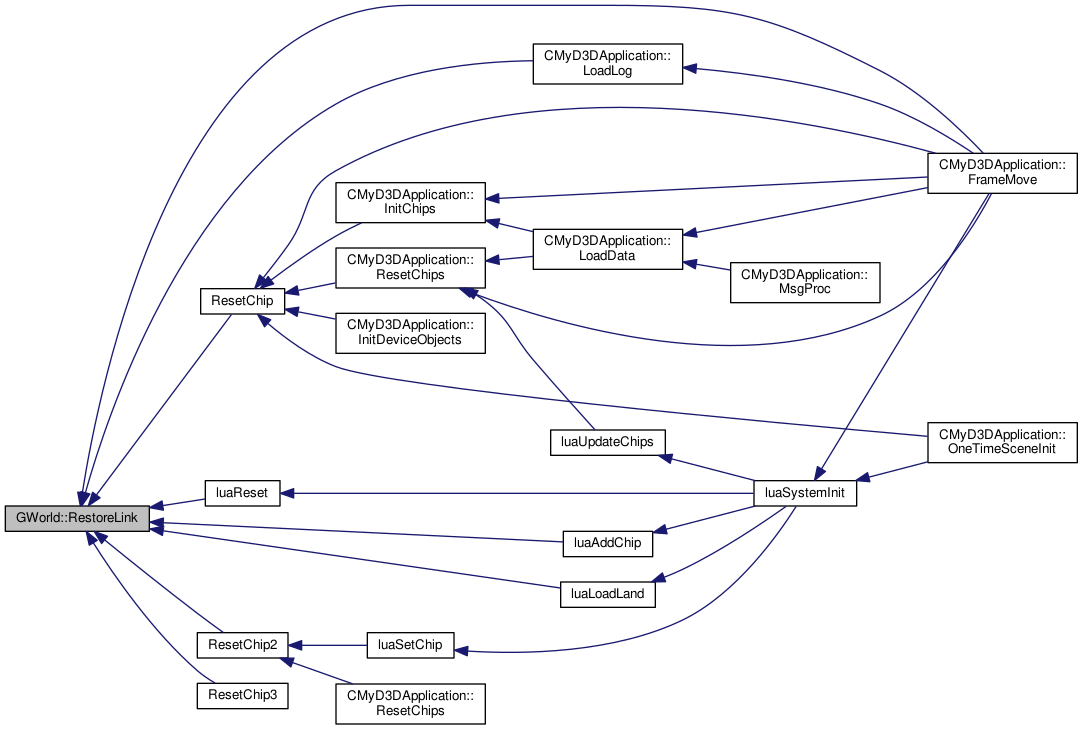 CMyD3DApplication::
LoadLog
CMyD3DApplication::
FrameMove
CMyD3DApplication::
InitChips
CMyD3DApplication::
LoadData
CMyD3DApplication::
ResetChips
CMyD3DApplication::
MsgProc
ResetChip
CMyD3DApplication::
InitDeviceObjects
luaUpdateChips
CMyD3DApplication::
OneTimeSceneInit
luaReset
luaSystemInit
GWorld::RestoreLink
luaAddChip
luaLoadLand
ResetChip2
luaSetChip
ResetChip3
CMyD3DApplication::
ResetChips